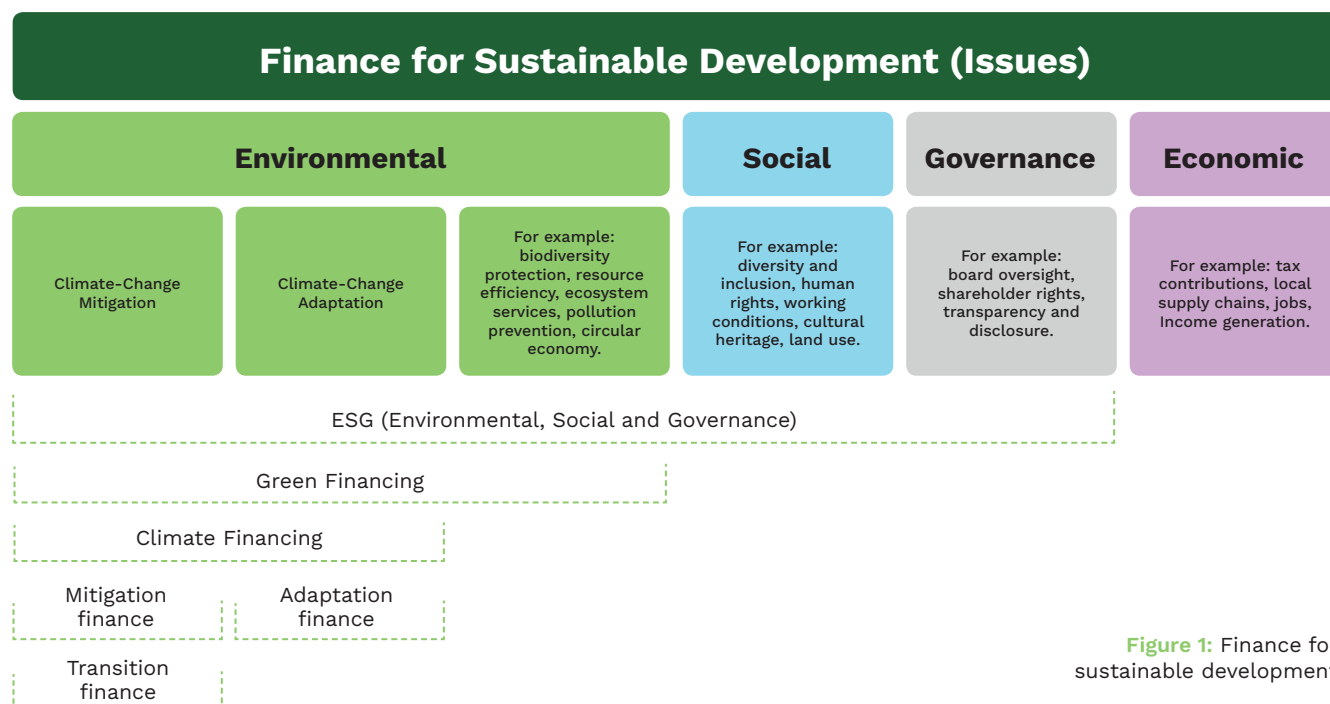 Finance for Sustainable Development (Issues)
Environmental
Social
Governance
Economic
Climate-Change
Mitigation
Climate-Change
Adaptation
For example:
biodiversity
protection, resource
efficiency, ecosystem
services, pollution
prevention, circular
economy.
For example:
diversity and
inclusion, human
rights, working
conditions, cultural
heritage, land use.
For example:
board oversight,
shareholder rights,
transparency and
disclosure.
For example: tax
contributions, local
supply chains, jobs,
Income generation.
ESG (Environmental, Social and Governance)
Green Financing
Climate Financing
Mitigation
finance
Adaptation
finance
Transition
finance
Figure 1: Finance fo
sustainable development